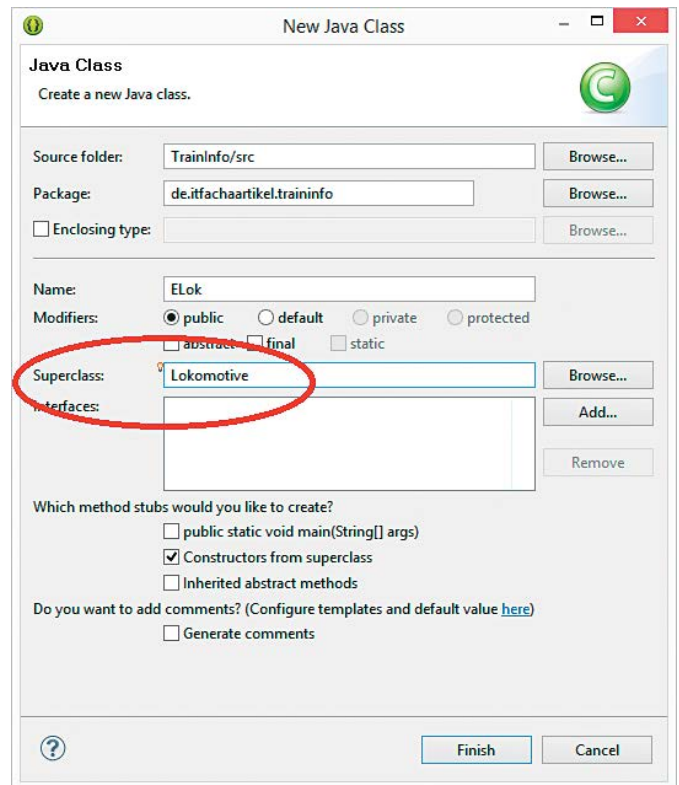 New Java Class
Java Class
Create a new Java class.
Source folder: TrainInfo/src Browse...
Package: de.itfachaartikel.traininfo Browse...
Enclosing type: Browse...
Name: ELok
Modifiers: public default private protected
abstract final static
Superclass: Lokomotive Browse...
Interfaces: Add...
Remove
Which method stubs would you like to create?
public static void main(String[] args)
Constructors from superclass
Inherited abstract methods
Do you want to add comments? (Configure templates and default value here)
Generate comments
Finish Cancel